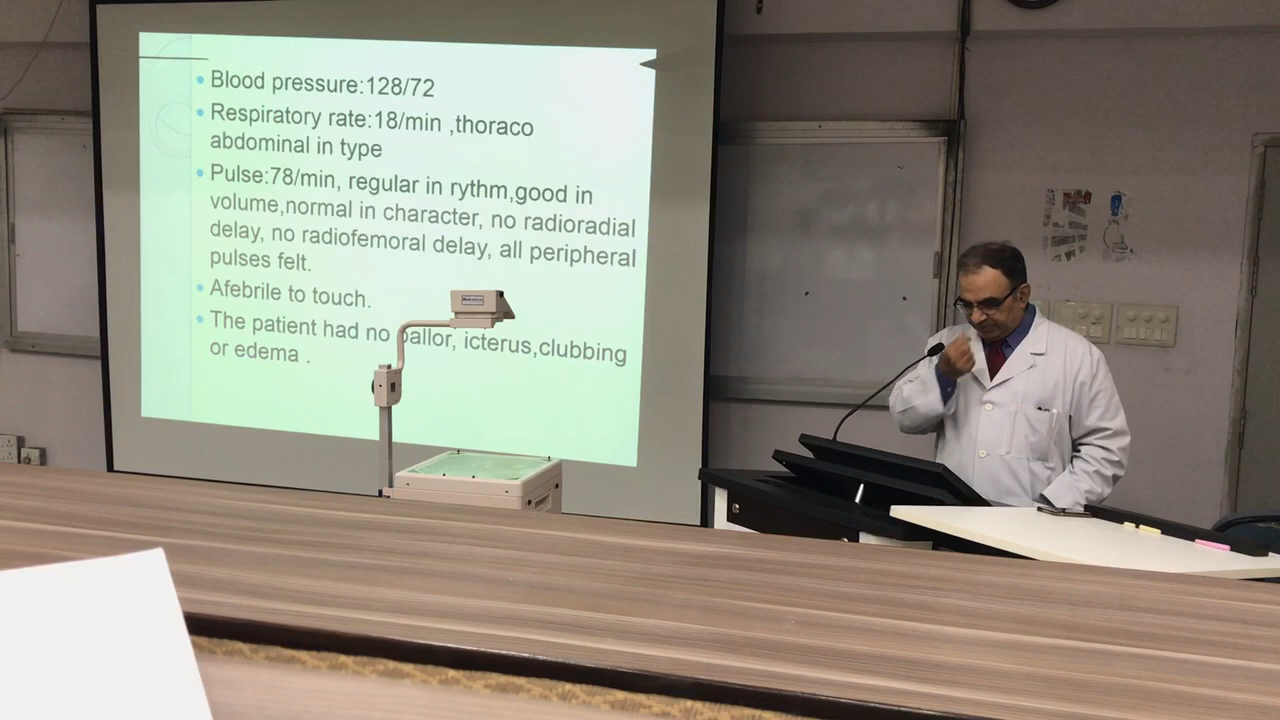 Blood pressure:128/72
Respiratory rate:18/min ,thoraco
abdominal in type
Pulse:78/min, regular in rythm,good in
volume,normal in character, no radioradial
delay, no radiofemoral delay, all peripheral
pulses felt.
Afebrile to touch.
The patient had no pallor, icterus,clubbing
or edema .